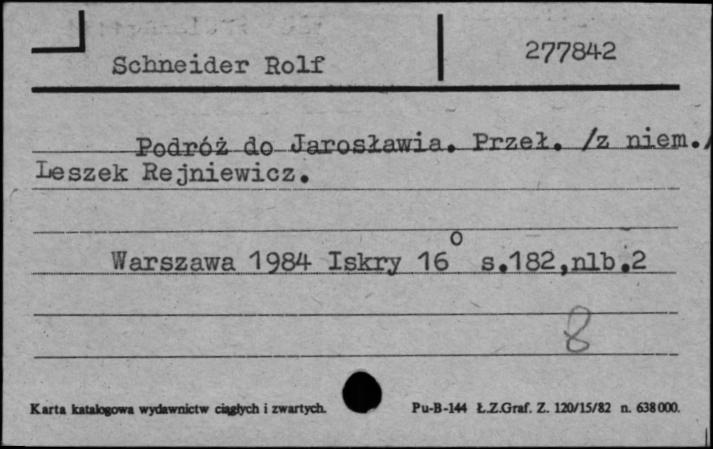 Schneider Rolf
277842
Podróż do Jarosławia. Przeł. /z niem./
Leszek Rejniewicz.
Warszawa 1984 Iskry 16° s.182,nlb.2
8
Karta katalogowa wydawnictw ciągłych i zwartych.
Pu-B-144 Ł.Z.Graf. Z. 120/15/82 n. 638000.